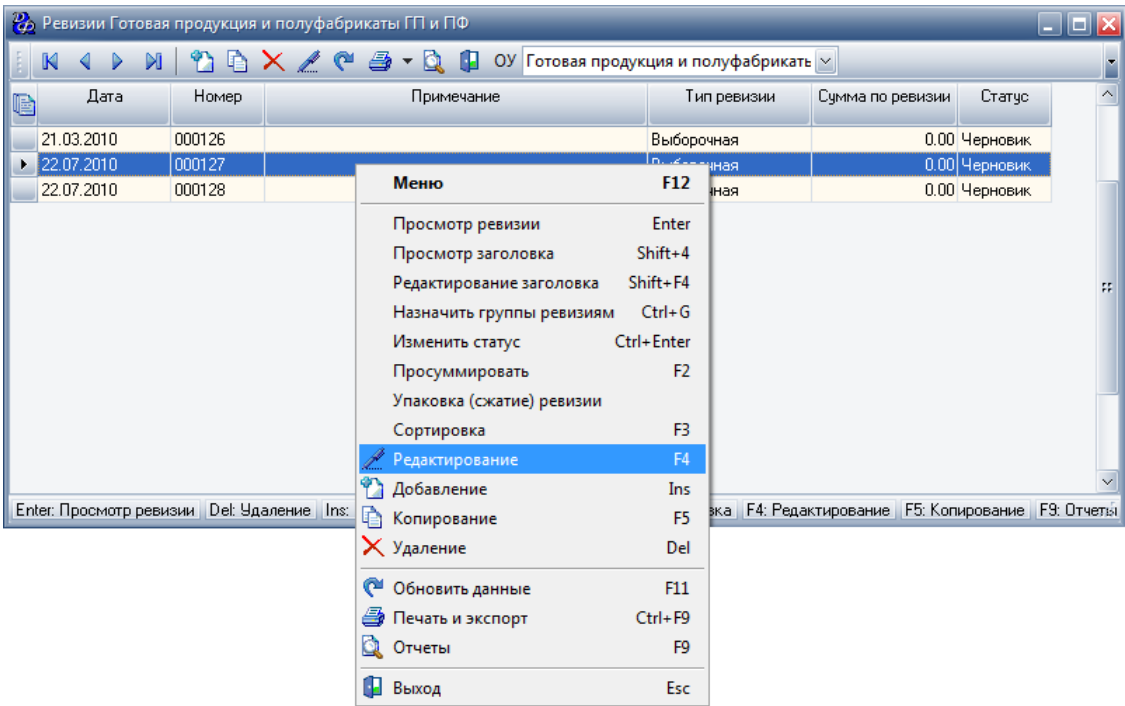 Ревизии Готовая продукция и полуфабрикаты ГП и ПФ
ОУ Готовая продукция и полуфабрикать
Дата Номер Примечание Тип ревизии Сумма по ревизии Статус
21.03.2010 000126 Выборочная 0.00 Черновик
22.07.2010 000127 Выборочная 0.00 Черновик
22.07.2010 000128 чная 0.00 Черновик
Меню F12
Просмотр ревизии Enter
Просмотр заголовка Shift+4
Редактирование заголовка Shift+F4
Назначить группы ревизиям Ctrl+G
Изменить статус Ctrl+Enter
Просуммировать F2
Упаковка (сжатие) ревизии
Сортировка F3
Редактирование F4
Добавление Ins
Копирование F5
Удаление Del
Обновить данные F11
Печать и экспорт Ctrl+F9
Отчеты F9
Выход Esc
Enter: Просмотр ревизии Del: Удаление Ins: вка F4: Редактирование F5: Копирование F9: Отчеты